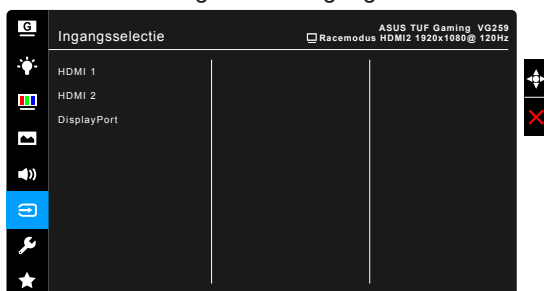 G
Ingangsselectie
ASUS TUF Gaming VG259
Racemodus HDMI2 1920x1080@ 120Hz
HDMI 1
HDMI 2
DisplayPort